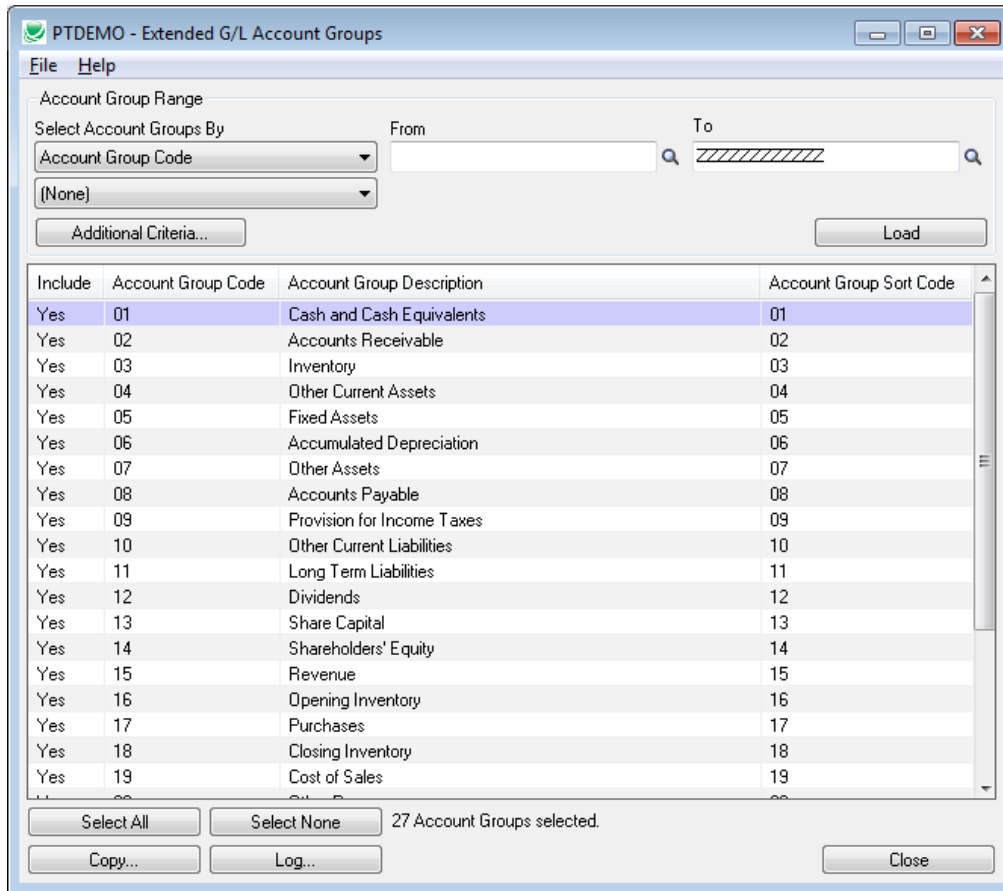 PTDEMO - Extended G/L Account Groups
File Help
Account Group Range
Select Account Groups By From To
Account Group Code ZZZZZZZZZZZZ
(None)
Additional Criteria... Load
Include Account Group Code Account Group Description Account Group Sort Code
Yes 01 Cash and Cash Equivalents 01
Yes 02 Accounts Receivable 02
Yes 03 Inventory 03
Yes 04 Other Current Assets 04
Yes 05 Fixed Assets 05
Yes 06 Accumulated Depreciation 06
Yes 07 Other Assets 07
Yes 08 Accounts Payable 08
Yes 09 Provision for Income Taxes 09
Yes 10 Other Current Liabilities 10
Yes 11 Long Term Liabilities 11
Yes 12 Dividends 12
Yes 13 Share Capital 13
Yes 14 Shareholders' Equity 14
Yes 15 Revenue 15
Yes 16 Opening Inventory 16
Yes 17 Purchases 17
Yes 18 Closing Inventory 18
Yes 19 Cost of Sales 19
Select All Select None 27 Account Groups selected.
Copy... Log... Close